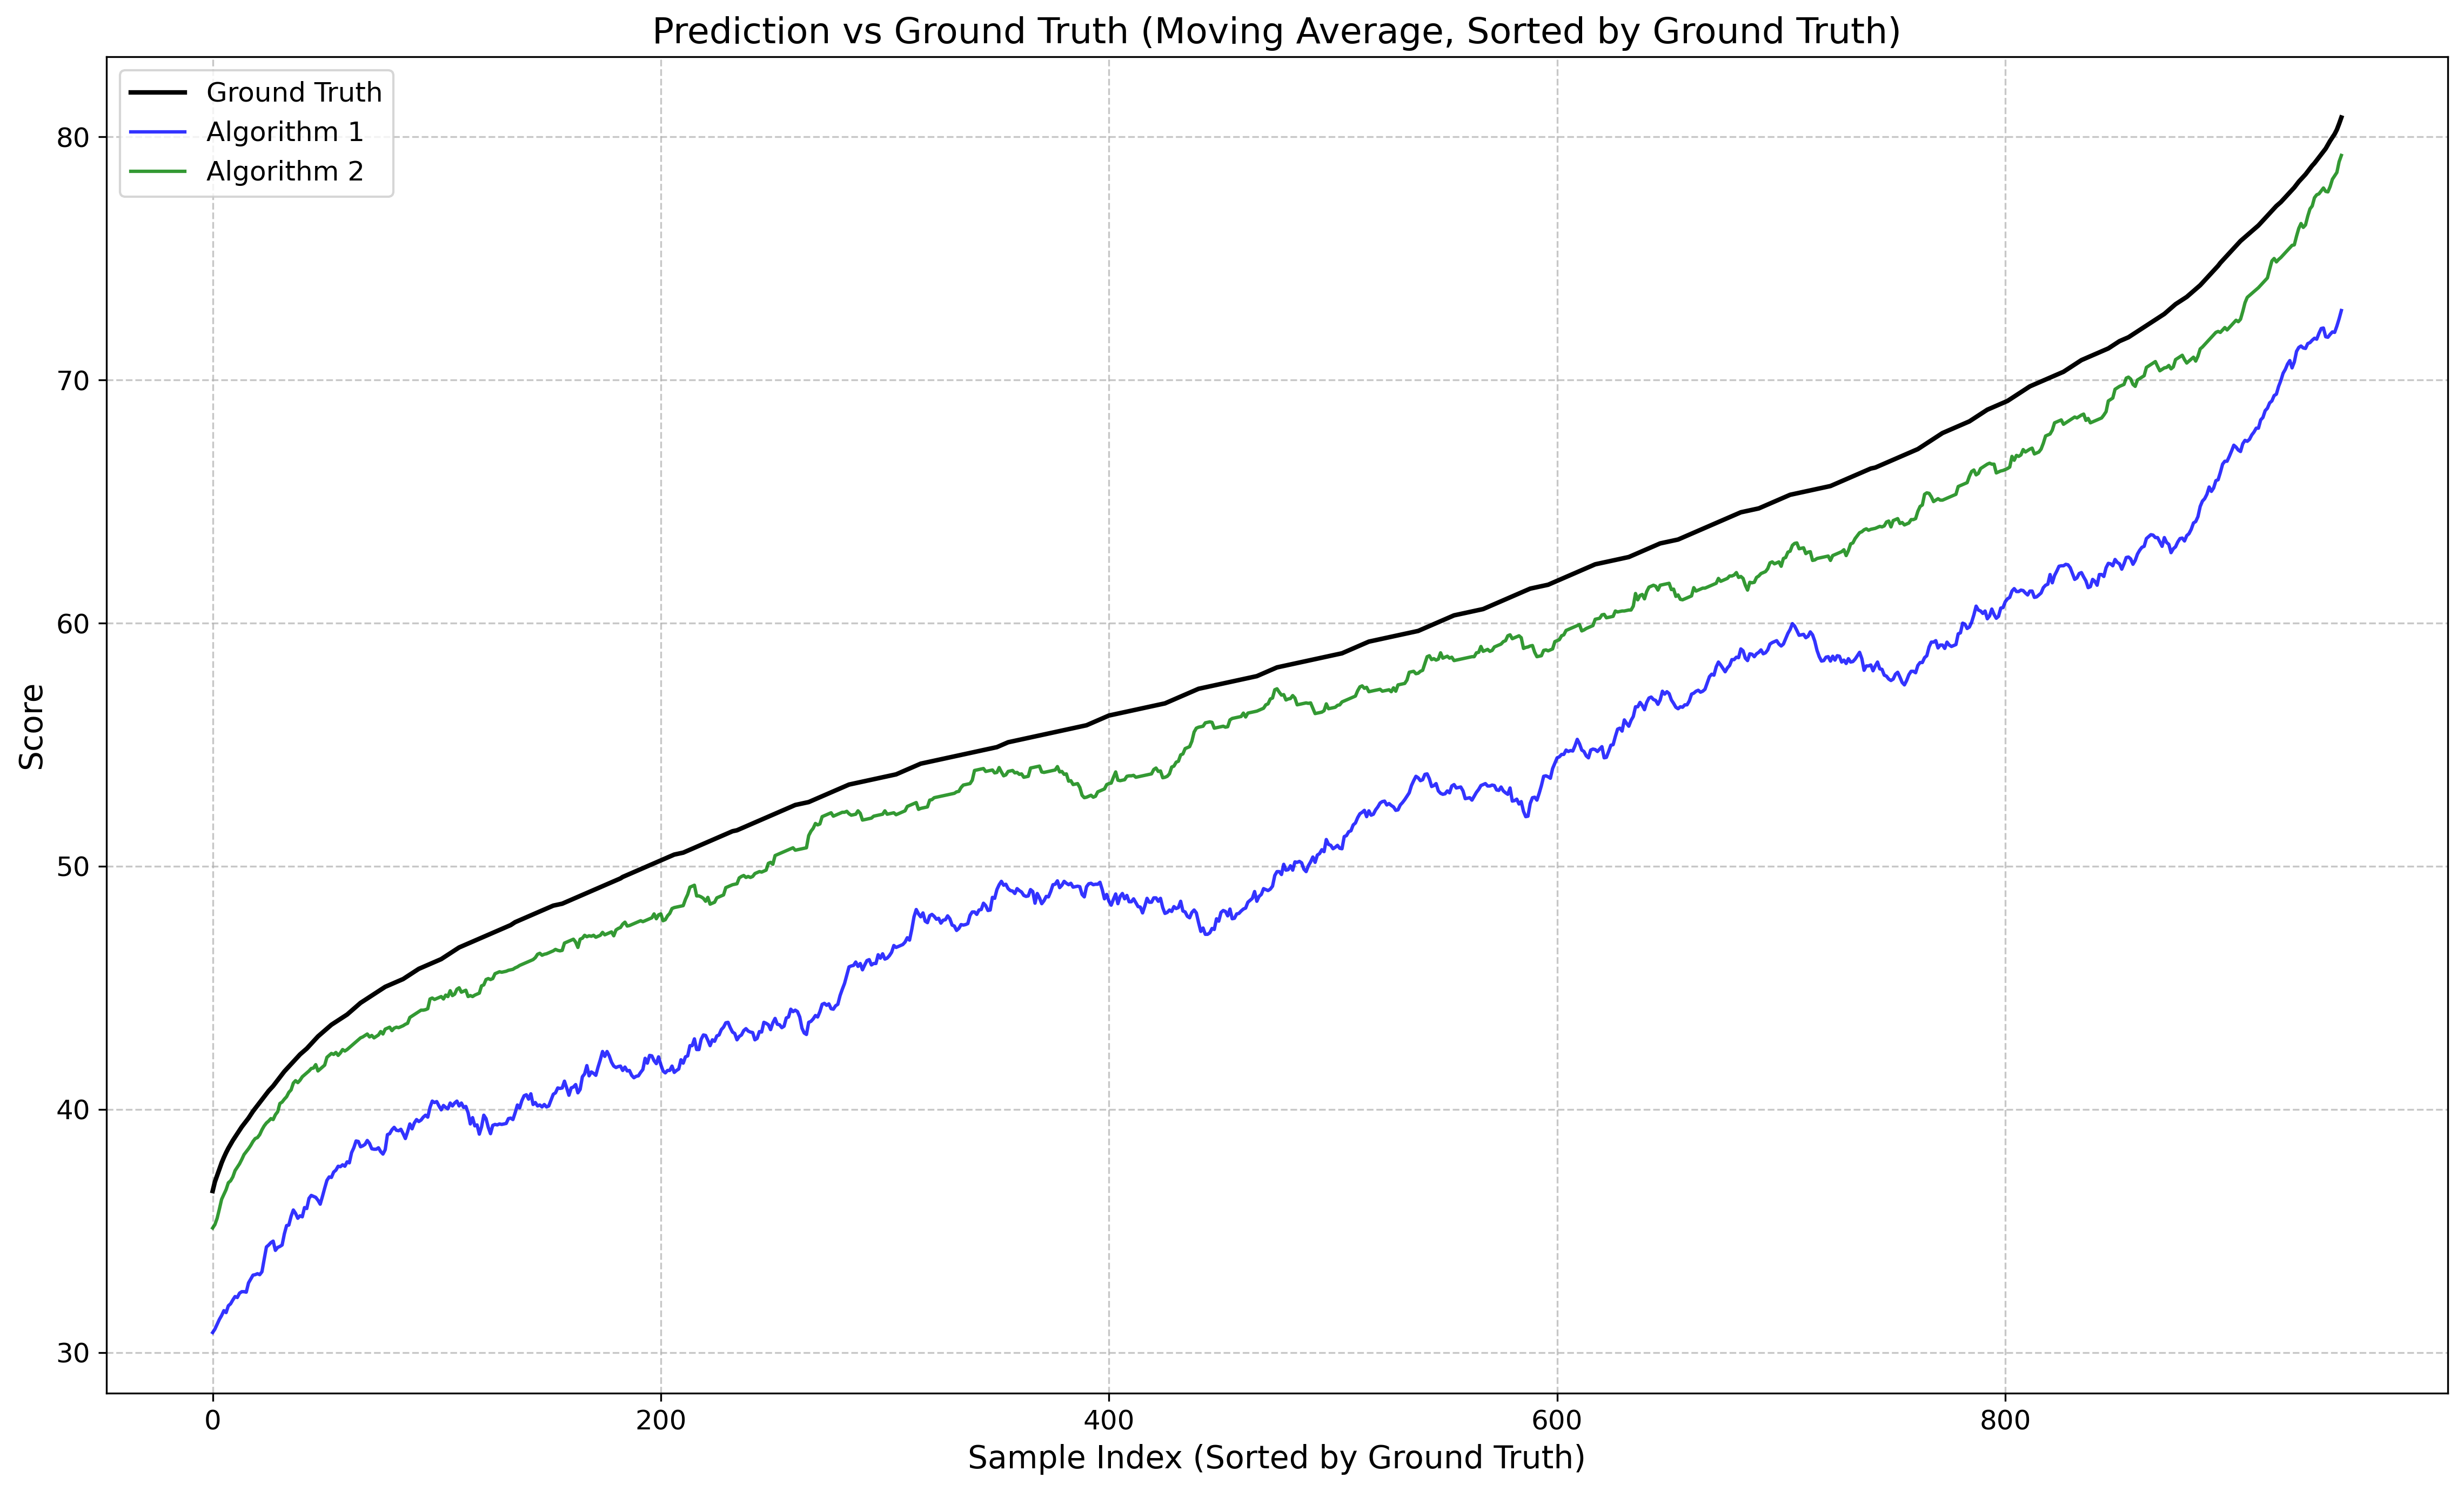 Prediction vs Ground Truth (Moving Average, Sorted by Ground Truth)
Ground Truth
Algorithm 1
Algorithm 2
Score
80
70
60
50
40
30
0 200 400 600 800
Sample Index (Sorted by Ground Truth)